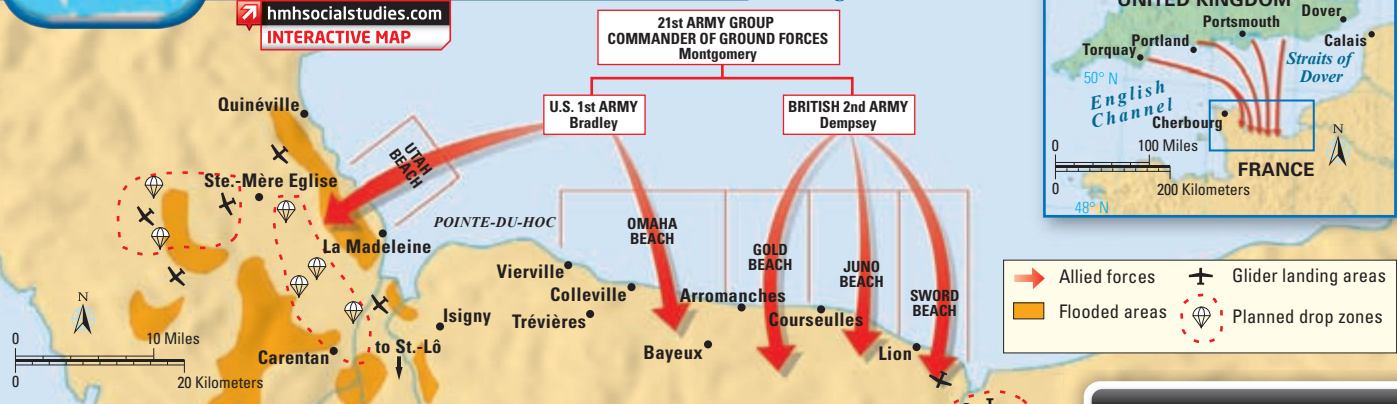 hmhsocialstudies.com
INTERACTIVE MAP
21st ARMY GROUP
COMMANDER OF GROUND FORCES
Montgomery
U.S. 1st ARMY
Bradley
BRITISH 2nd ARMY
Dempsey
Quinéville
UTAH
BEACH
Ste.-Mère Eglise
POINTE-DU-HOC
La Madeleine
OMAHA
BEACH
GOLD
BEACH
JUNO
BEACH
SWORD
BEACH
Vierville
Colleville
Trévières
Arromanches
Courseulles
Isigny
Bayeux
Lion
Carentan
to St.-Lô
N
0
10 Miles
0
20 Kilometers
UNITED KINGDOM
Dover
Portsmouth
Portland
Calais
Torquay
Straits of
Dover
50° N
English
Channel
Cherbourg
N
0
100 Miles
FRANCE
0
200 Kilometers
48° N
Allied forces
Glider landing areas
Flooded areas
Planned drop zones